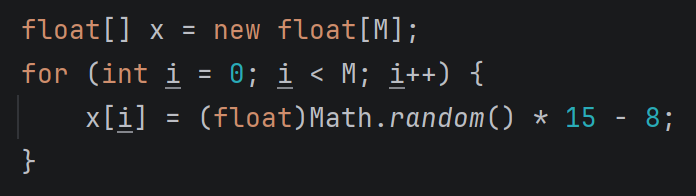 float[] x = new float[M];
for (int i = 0; i < M; i++) {
    x[i] = (float)Math.random() * 15 - 8;
}